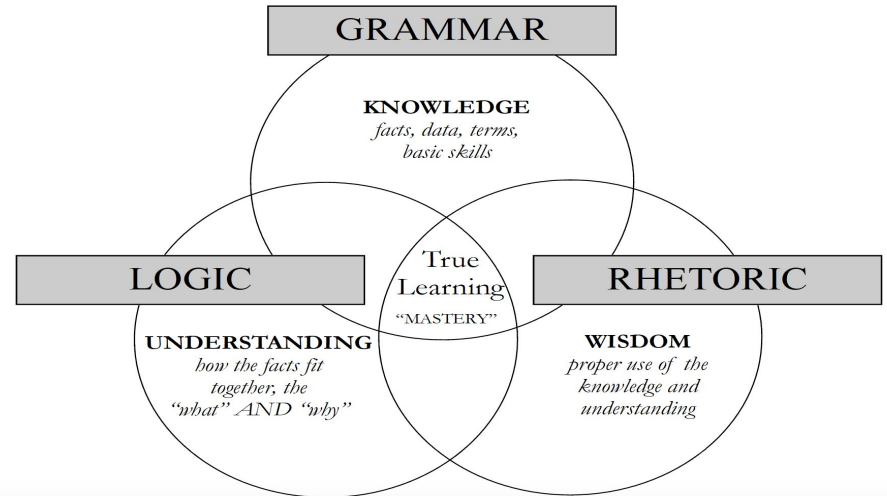 GRAMMAR
KNOWLEDGE
facts, data, terms,
basic skills
LOGIC
True
Learning
“MASTERY”
RHETORIC
UNDERSTANDING
how the facts fit
together, the
“what” AND “why”
WISDOM
proper use of the
knowledge and
understanding